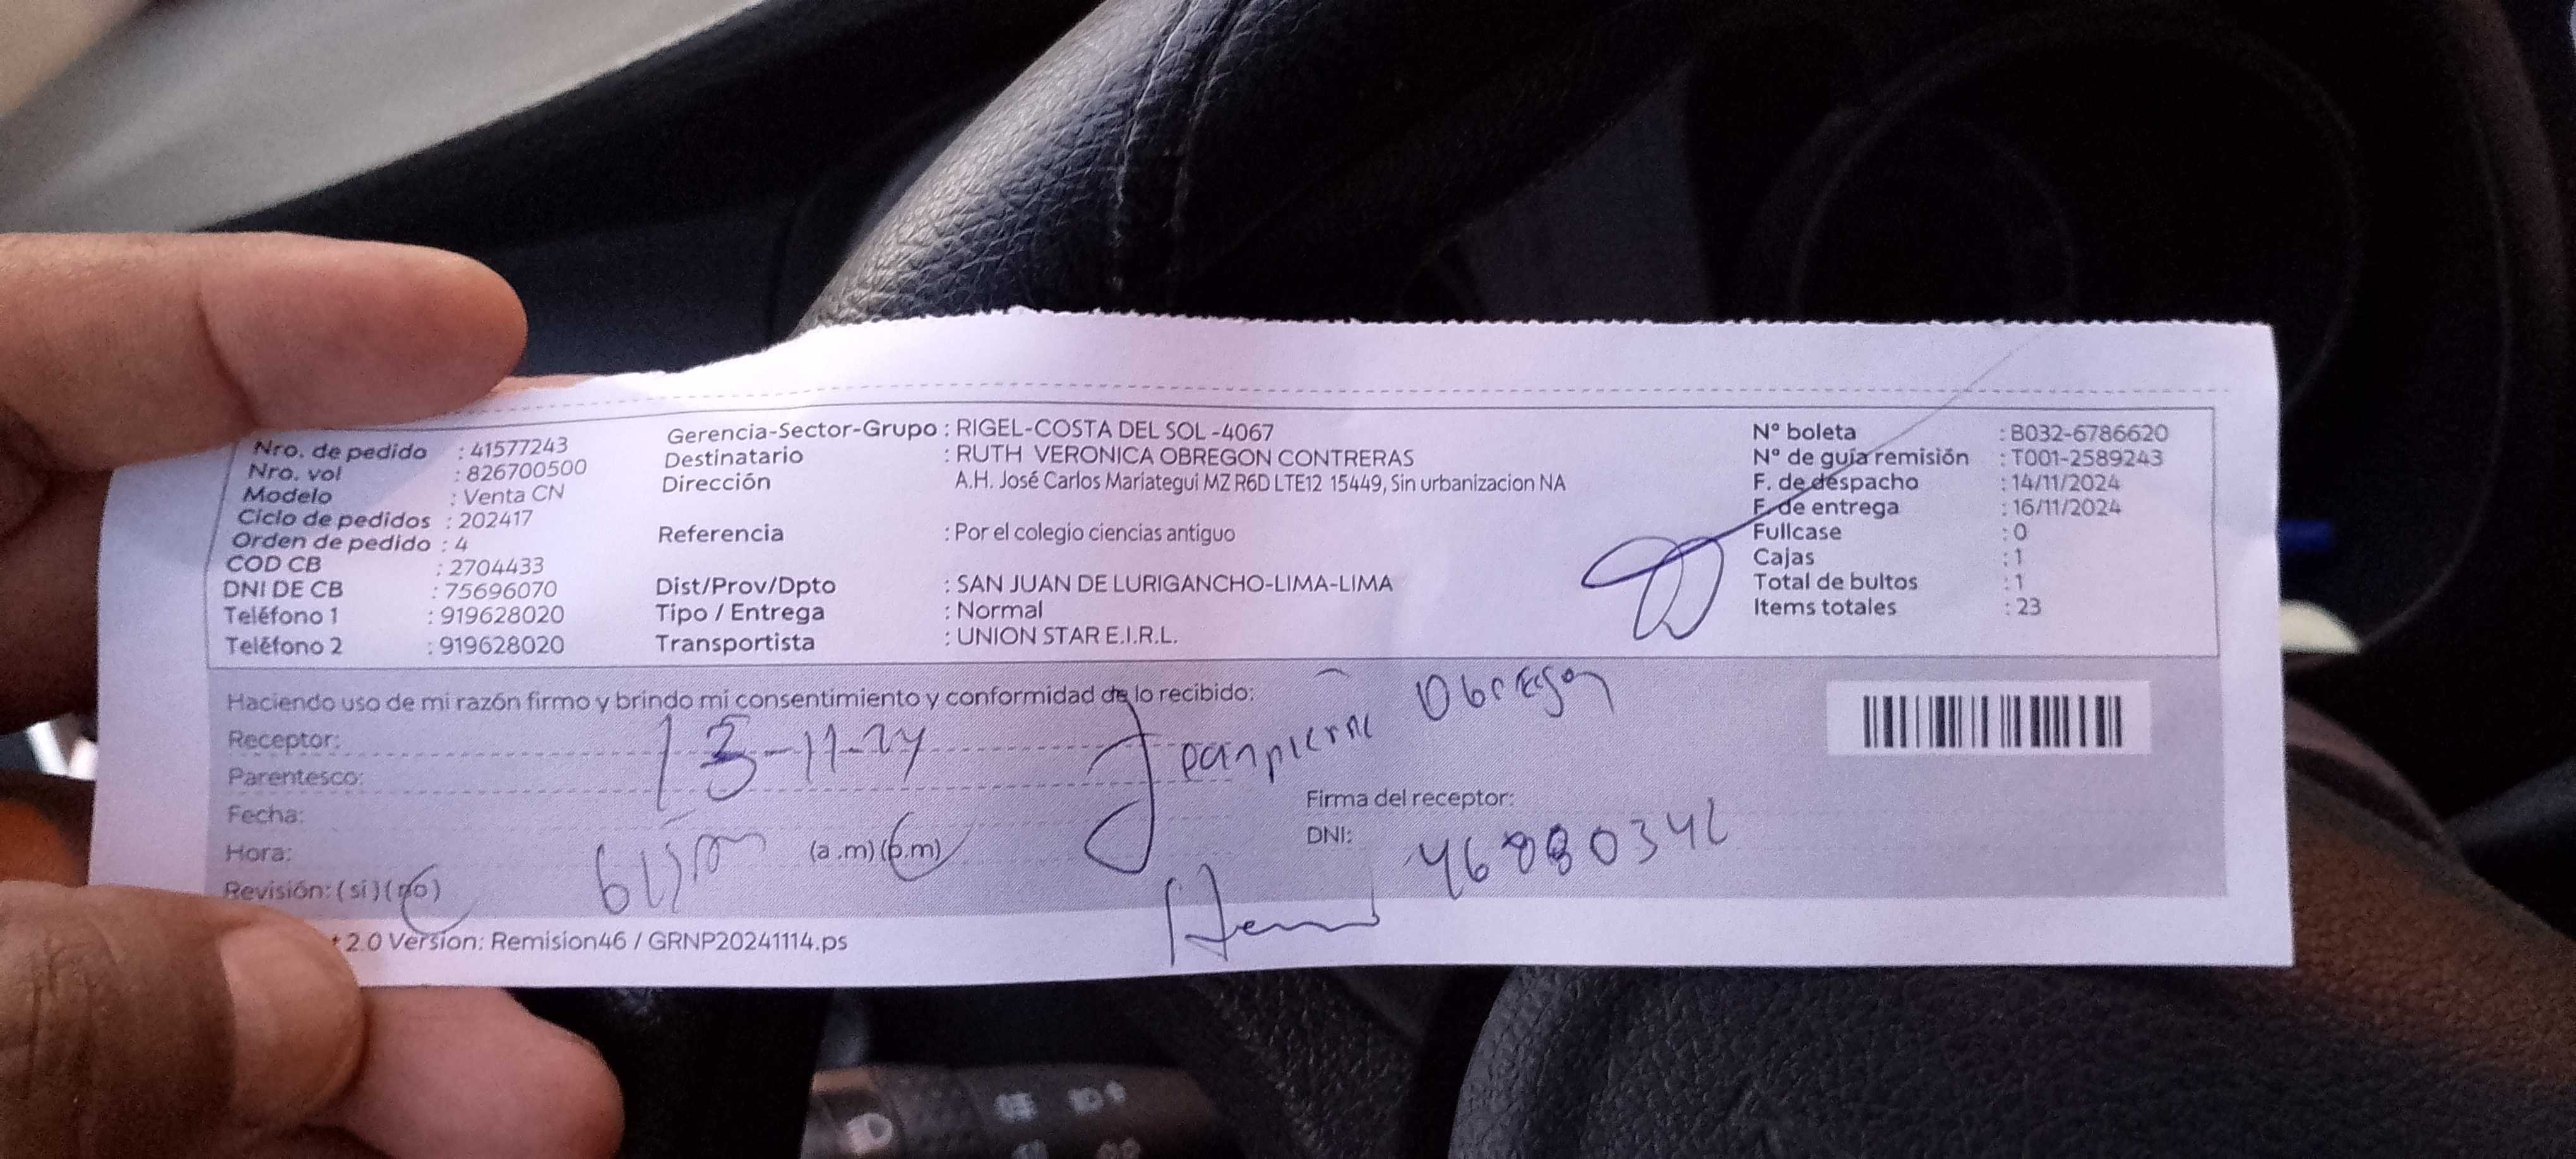 Nro. de pedido : 41577243
Nro. vol : 826700500
Modelo : Venta CN
Ciclo de pedidos : 202417
Orden de pedido : 4
COD CB : 2704433
DNI DE CB : 75696070
Teléfono 1 : 919628020
Teléfono 2 : 919628020
Gerencia-Sector-Grupo : RIGEL-COSTA DEL SOL -4067
Destinatario : RUTH VERONICA OBREGON CONTRERAS
Dirección A.H. José Carlos Mariategui MZ R6D LTE12 15449, Sin urbanizacion NA
Referencia : Por el colegio ciencias antiguo
Dist/Prov/Dpto : SAN JUAN DE LURIGANCHO-LIMA-LIMA
Tipo / Entrega : Normal
Transportista : UNION STAR E.I.R.L.
Nº boleta : B032-6786620
Nº de guía remisión : T001-2589243
F. de despacho : 14/11/2024
F. de entrega : 16/11/2024
Fullcase : 0
Cajas : 1
Total de bultos : 1
Items totales : 23
Haciendo uso de mi razón firmo y brindo mi consentimiento y conformidad de lo recibido:
Receptor:
Parentesco:
Fecha:
Hora: (a .m) (p.m)
Revisión: ( si ) ( no )
Jeanpierre Obregon
Firma del receptor:
DNI:
2.0 Version: Remision46 / GRNP20241114.ps